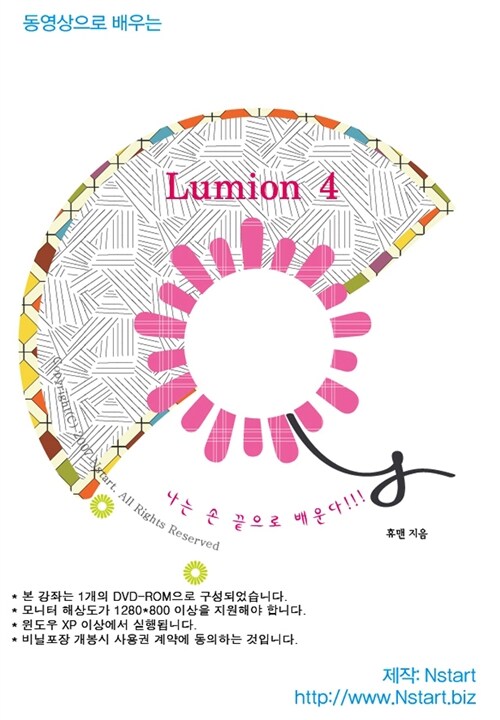 동영상으로 배우는
Lumion 4
Copyright(C) 2007 Nstart. All Rights Reserved
나는 손 끝으로 배운다!!!
휴맨 지음
* 본 강좌는 1개의 DVD-ROM으로 구성되었습니다.
* 모니터 해상도가 1280*800 이상을 지원해야 합니다.
* 윈도우 XP 이상에서 실행됩니다.
* 비닐포장 개봉시 사용권 계약에 동의하는 것입니다.
제작: Nstart
http://www.Nstart.biz